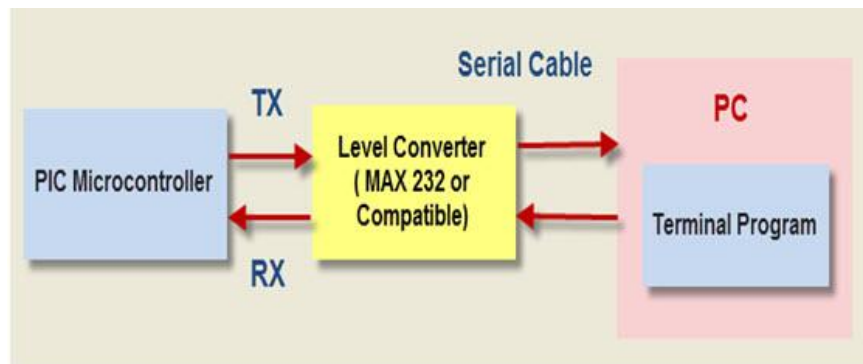 Serial Cable
TX
PC
PIC Microcontroller
Level Converter
( MAX 232 or
Compatible)
Terminal Program
RX